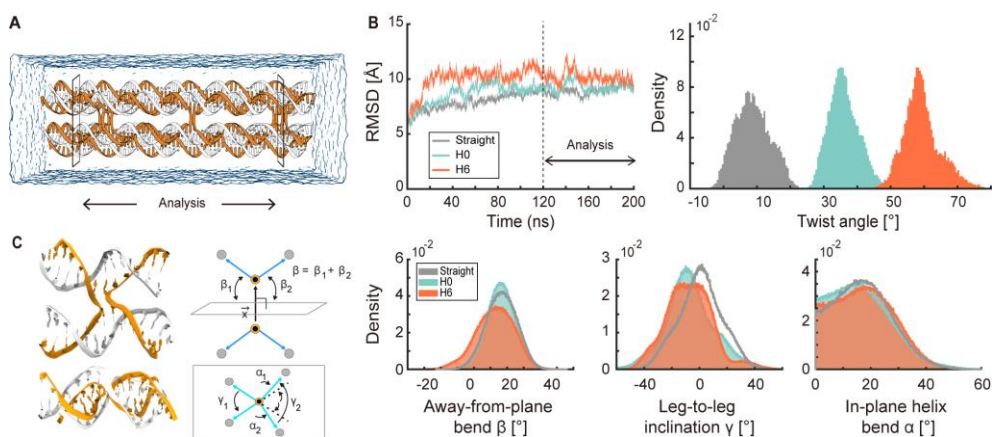 A
Analysis
B
RMSD [Å]
15
10
5
0
0 40 80 120 160 200
Time (ns)
Straight
H0
H6
Analysis
Density
·10⁻²
12
8
4
0
-10 10 30 50 70
Twist angle [°]
C
β₁
β₂
β = β₁ + β₂
x
α₁
γ₁
γ₂
α₂
Density
·10⁻²
6
4
2
0
-20 0 20 40
Away-from-plane
bend β [°]
Straight
H0
H6
·10⁻²
3
2
1
0
-40 0 40
Leg-to-leg
inclination γ [°]
·10⁻²
6
4
2
0
0 20 40 60
In-plane helix
bend α [°]